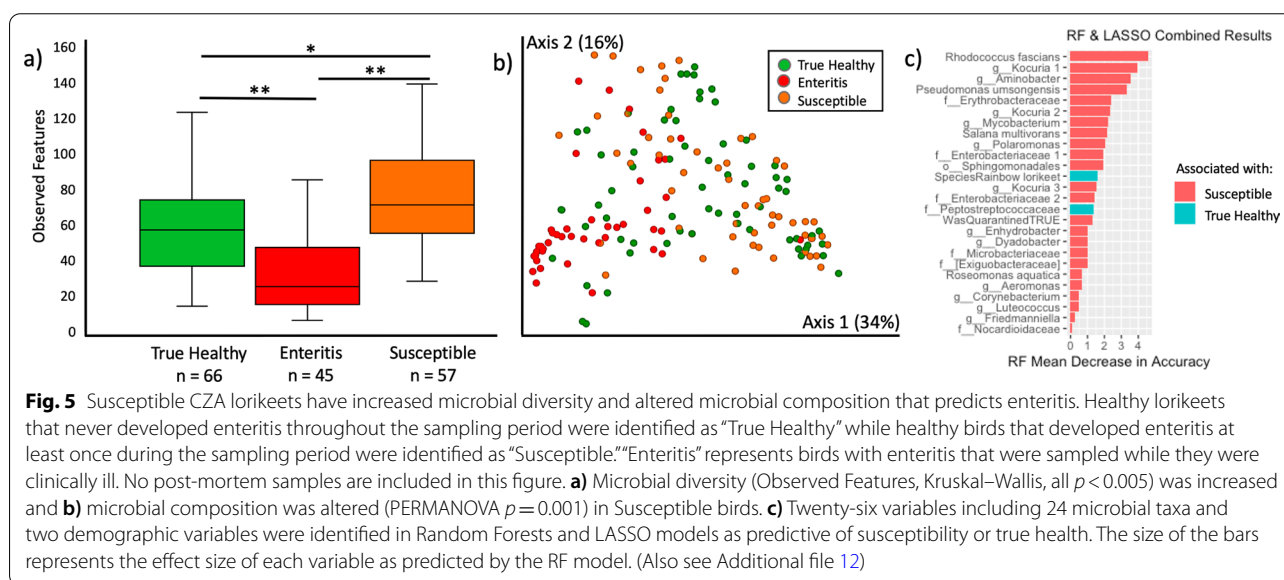 a)
160
140
120
100
80
60
40
20
0
Observed Features
*
**
**
True Healthy
n = 66
Enteritis
n = 45
Susceptible
n = 57
b)
Axis 2 (16%)
True Healthy
Enteritis
Susceptible
Axis 1 (34%)
c)
RF & LASSO Combined Results
Rhodococcus fascians
g__Kocuria 1
g__Aminobacter
Pseudomonas umsongensis
f__Erythrobacteraceae
g__Kocuria 2
g__Mycobacterium
Salana multivorans
g__Polaromonas
f__Enterobacteriaceae 1
o__Sphingomonadales
SpeciesRainbow lorikeet
g__Kocuria 3
f__Enterobacteriaceae 2
f__Peptostreptococcaceae
WasQuarantinedTRUE
g__Enhydrobacter
g__Dyadobacter
f__Microbacteriaceae
f__[Exiguobacteraceae]
Roseomonas aquatica
g__Aeromonas
g__Corynebacterium
g__Luteococcus
g__Friedmanniella
f__Nocardioidaceae
0 1 2 3 4
RF Mean Decrease in Accuracy
Associated with:
Susceptible
True Healthy
Fig. 5 Susceptible CZA lorikeets have increased microbial diversity and altered microbial composition that predicts enteritis. Healthy lorikeets
that never developed enteritis throughout the sampling period were identified as “True Healthy” while healthy birds that developed enteritis at
least once during the sampling period were identified as “Susceptible.” “Enteritis” represents birds with enteritis that were sampled while they were
clinically ill. No post-mortem samples are included in this figure. a) Microbial diversity (Observed Features, Kruskal–Wallis, all p < 0.005) was increased
and b) microbial composition was altered (PERMANOVA p = 0.001) in Susceptible birds. c) Twenty-six variables including 24 microbial taxa and
two demographic variables were identified in Random Forests and LASSO models as predictive of susceptibility or true health. The size of the bars
represents the effect size of each variable as predicted by the RF model. (Also see Additional file 12)